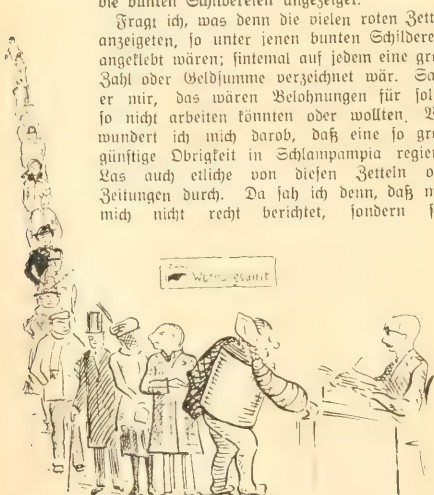 die bunten Schildereien angezeiget.
Fragt ich, was denn die vielen roten Zett
anzeigeten, so unter jenen bunten Schildere
angeklebt wären; sintemal auf jedem eine gro
Zahl oder Geldsumme verzeichnet wär. Sa
er mir, das wären Belohnungen für sol
so nicht arbeiten könnten oder wollten. V
wundert ich mich darob, daß eine so gro
günstige Obrigkeit in Schlampampia regier
Las auch etliche von diesen Zetteln o
Zeitungen durch. Da sah ich denn, daß m
mich nicht recht berichtet, sondern f